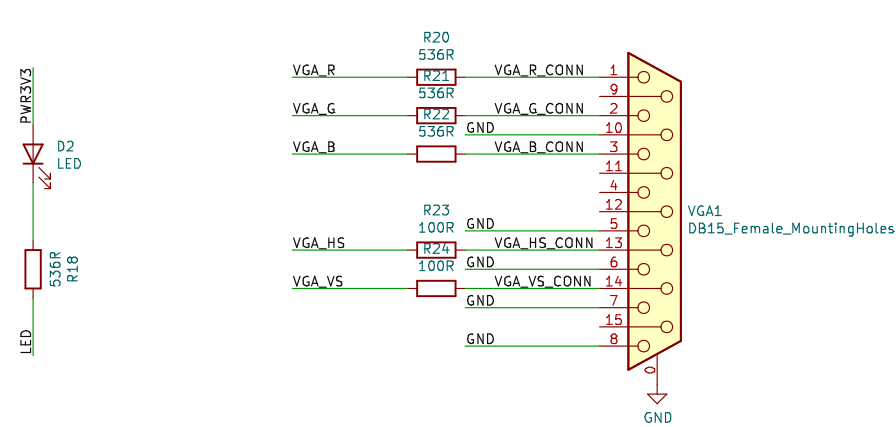 PWR3V3
D2
LED
536R
R18
LED
R20
536R
VGA_R
R21
VGA_R_CONN
1
536R
9
VGA_G
R22
VGA_G_CONN
2
536R
GND
10
VGA_B
VGA_B_CONN
3
11
4
12
R23
VGA1
100R
GND
5
DB15_Female_MountingHoles
VGA_HS
R24
VGA_HS_CONN
13
100R
GND
6
VGA_VS
VGA_VS_CONN
14
GND
7
15
GND
8
0
GND